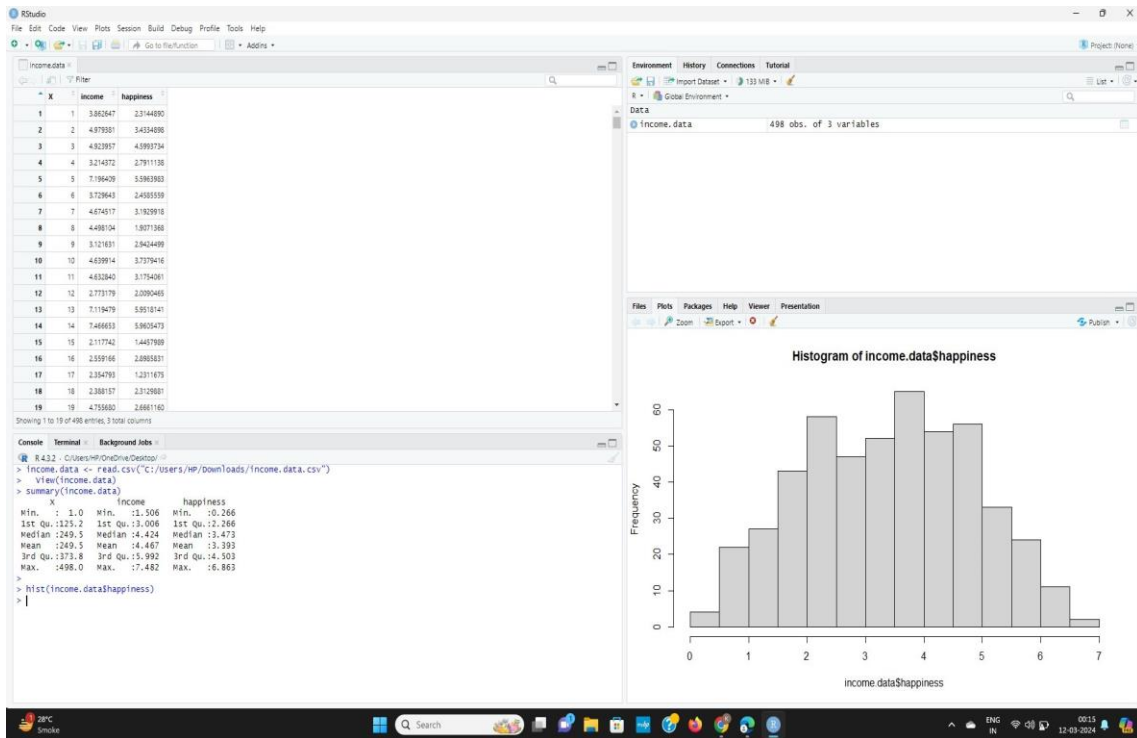 RStudio
File Edit Code View Plots Session Build Debug Profile Tools Help
Go to file/function Addins
Project: (None)
income.data
Filter
X income happiness
1 1 3.862647 2.3144890
2 2 4.979381 3.4334898
3 3 4.923957 4.5993734
4 4 3.214372 2.7911138
5 5 7.196409 5.5963983
6 6 3.729643 2.4585559
7 7 4.674517 3.1929918
8 8 4.498104 1.9071368
9 9 3.121631 2.9424499
10 10 4.639914 3.7379416
11 11 4.632840 3.1754061
12 12 2.773179 2.0090465
13 13 7.119479 5.9518141
14 14 7.466653 5.9605473
15 15 2.117742 1.4457989
16 16 2.559166 2.8985831
17 17 2.354793 1.2311675
18 18 2.388157 2.3129881
19 19 4.755680 2.6661160
Showing 1 to 19 of 498 entries, 3 total columns
Console Terminal Background Jobs
R 4.3.2 · C:/Users/HP/OneDrive/Desktop/
> income.data <- read.csv("C:/Users/HP/Downloads/income.data.csv")
> View(income.data)
> summary(income.data)
X income happiness
Min. : 1.0 Min. :1.506 Min. :0.266
1st Qu.:125.2 1st Qu.:3.006 1st Qu.:2.266
Median :249.5 Median :4.424 Median :3.473
Mean :249.5 Mean :4.467 Mean :3.393
3rd Qu.:373.8 3rd Qu.:5.992 3rd Qu.:4.503
Max. :498.0 Max. :7.482 Max. :6.863
>
> hist(income.data$happiness)
>
Environment History Connections Tutorial
Import Dataset 133 MiB List
R Global Environment
Data
income.data 498 obs. of 3 variables
Files Plots Packages Help Viewer Presentation
Zoom Export Publish
Histogram of income.data$happiness
Frequency
60
50
40
30
20
10
0
0 1 2 3 4 5 6 7
income.data$happiness
28°C
Smoke
Search
ENG
IN
00:15
12-03-2024